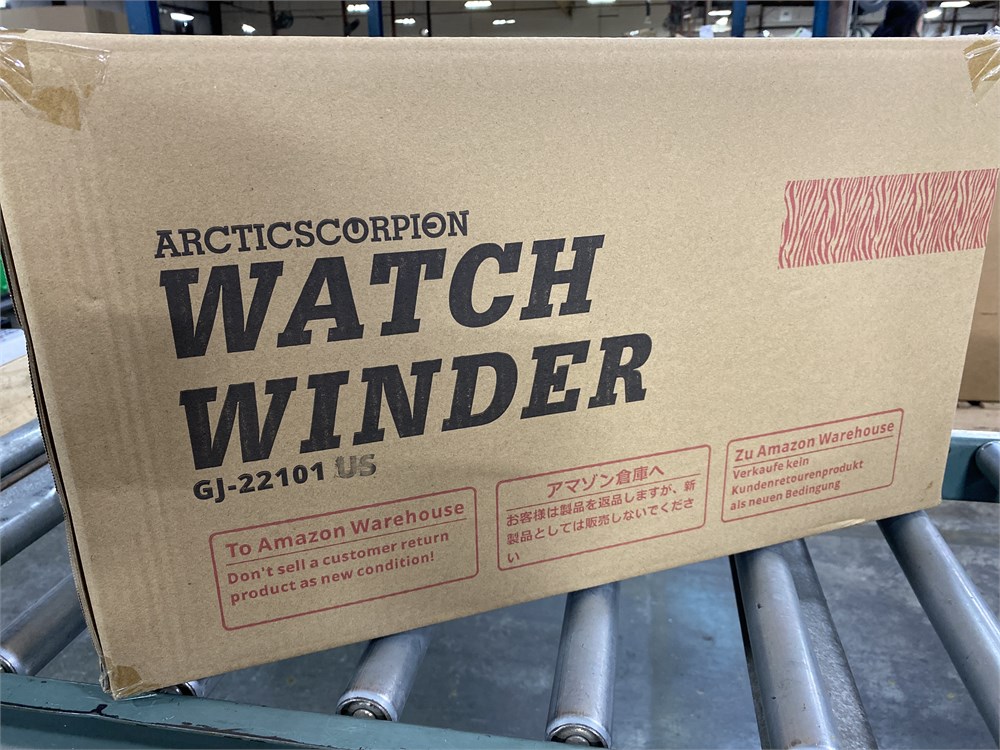 ARCTICSCORPION
WATCH
WINDER
GJ-22101 US
To Amazon Warehouse
Don't sell a customer return
product as new condition!
アマゾン倉庫へ
お客様は製品を返品しますが、新
製品としては販売しないでくださ
い
Zu Amazon Warehouse
Verkaufe kein
Kundenretourenprodukt
als neuen Bedingung